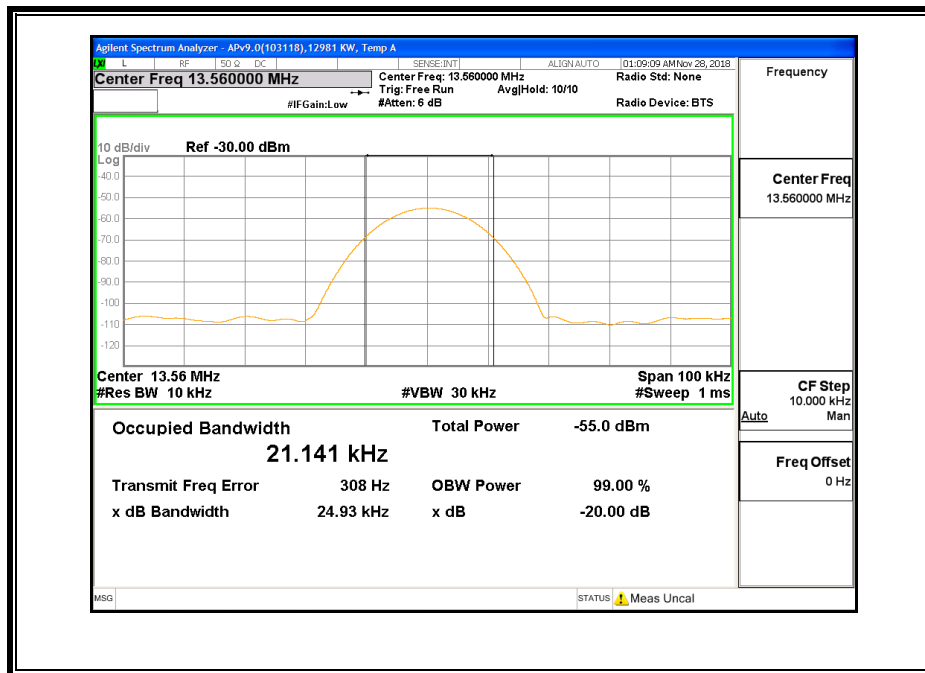 Agilent Spectrum Analyzer - APv9.0(103118),12981 KW, Temp A
LXI L RF 50 Ω DC SENSE:INT ALIGN AUTO 01:09:09 AM Nov 28, 2018
Center Freq 13.560000 MHz
Center Freq: 13.560000 MHz
Radio Std: None
Trig: Free Run Avg|Hold: 10/10
#IFGain:Low
#Atten: 6 dB
Radio Device: BTS
10 dB/div Ref -30.00 dBm
Log
-40.0
-50.0
-60.0
-70.0
-80.0
-90.0
-100
-110
-120
Center 13.56 MHz Span 100 kHz
#Res BW 10 kHz #VBW 30 kHz #Sweep 1 ms
Occupied Bandwidth Total Power -55.0 dBm
21.141 kHz
Transmit Freq Error 308 Hz OBW Power 99.00 %
x dB Bandwidth 24.93 kHz x dB -20.00 dB
Frequency
Center Freq
13.560000 MHz
CF Step
10.000 kHz
Auto Man
Freq Offset
0 Hz
MSG STATUS Meas Uncal